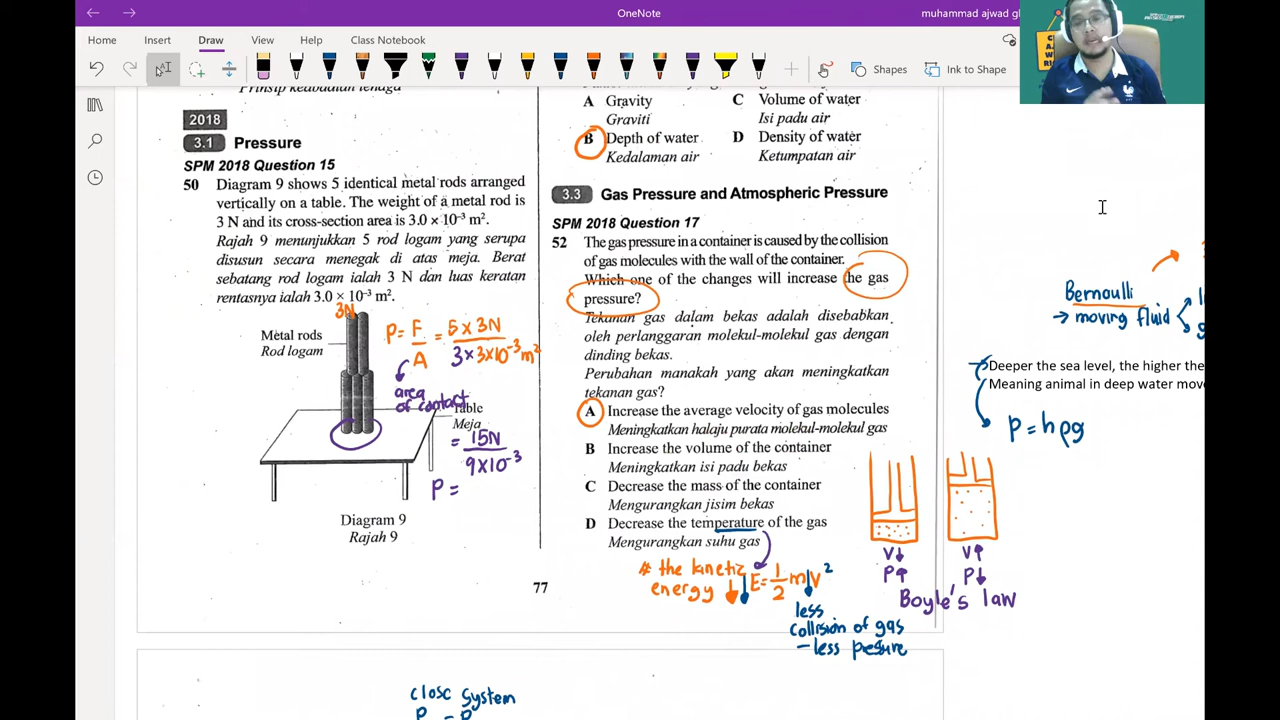 OneNote
muhammad ajwad gh
Home Insert Draw View Help Class Notebook
Shapes
Ink to Share
Prinsip keabadian tenaga
2018
3.1 Pressure
SPM 2018 Question 15
50 Diagram 9 shows 5 identical metal rods arranged
vertically on a table. The weight of a metal rod is
3 N and its cross-section area is 3.0 × 10⁻³ m².
Rajah 9 menunjukkan 5 rod logam yang serupa
disusun secara menegak di atas meja. Berat
sebatang rod logam ialah 3 N dan luas keratan
rentasnya ialah 3.0 × 10⁻³ m².
3N
Metal rods
Rod logam
P = F/A = 5 x 3N / 3 x 3x10⁻³ m²
area
of contact
Table
Meja
= 15N / 9x10⁻³
P =
Diagram 9
Rajah 9
77
A Gravity
Graviti
C Volume of water
Isi padu air
B Depth of water
Kedalaman air
D Density of water
Ketumpatan air
3.3 Gas Pressure and Atmospheric Pressure
SPM 2018 Question 17
52 The gas pressure in a container is caused by the collision
of gas molecules with the wall of the container.
Which one of the changes will increase the gas
pressure?
Tekanan gas dalam bekas adalah disebabkan
oleh perlanggaran molekul-molekul gas dengan
dinding bekas.
Perubahan manakah yang akan meningkatkan
tekanan gas?
A Increase the average velocity of gas molecules
Meningkatkan halaju purata molekul-molekul gas
B Increase the volume of the container
Meningkatkan isi padu bekas
C Decrease the mass of the container
Mengurangkan jisim bekas
D Decrease the temperature of the gas
Mengurangkan suhu gas
* the kinetic
energy ↓↓ E = 1/2 mv²
less
collision of gas
- less pessure
V↓
P↑
V↑
P↓
Boyle's law
Bernoulli
→ moving fluid
Deeper the sea level, the higher the
Meaning animal in deep water move
P = hρg
close system